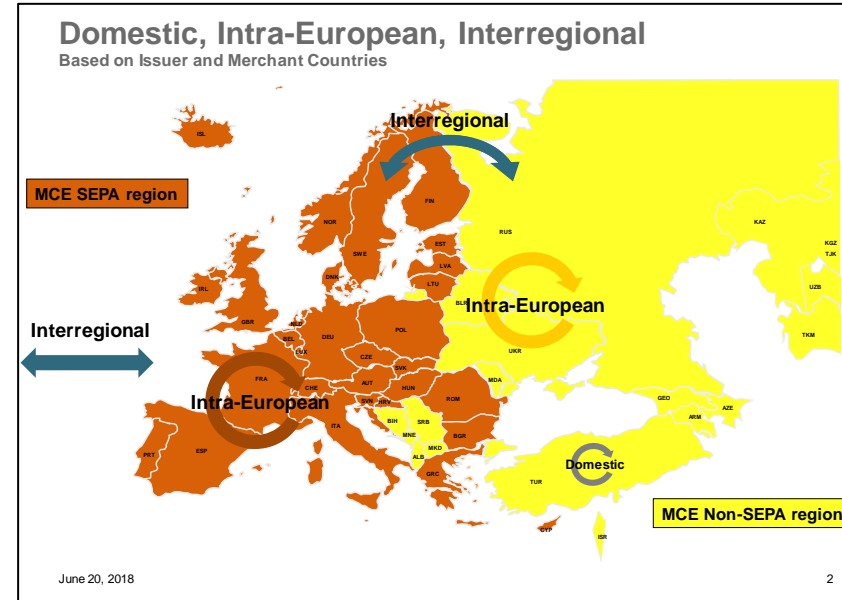 Domestic, Intra-European, Interregional
Based on Issuer and Merchant Countries
Interregional
ISL
MCE SEPA region
FIN
NOR
SWE
RUS
KAZ
EST
KGZ
LVA
TJK
DNK
LTU
IRL
UZB
BLR
Intra-European
GBR
NLD
POL
Interregional
DEU
BEL
TKM
LUX
CZE
UKR
SVK
FRA
MDA
CHE
AUT
HUN
GEO
Intra-European
SVN
HRV
ROM
AZE
ARM
BIH
SRB
ITA
MNE
BGR
MKD
PRT
ESP
ALB
Domestic
GRC
TUR
MCE Non-SEPA region
CYP
ISR
June 20, 2018
2